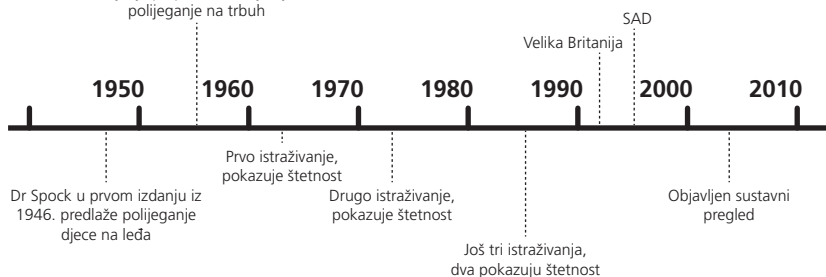 polijeganje na trbuh
SAD
Velika Britanija
1950 1960 1970 1980 1990 2000 2010
Prvo istraživanje,
pokazuje štetnost
Dr Spock u prvom izdanju iz
1946. predlaže polijeganje
djece na leđa
Drugo istraživanje,
pokazuje štetnost
Još tri istraživanja,
dva pokazuju štetnost
Objavljen sustavni
pregled